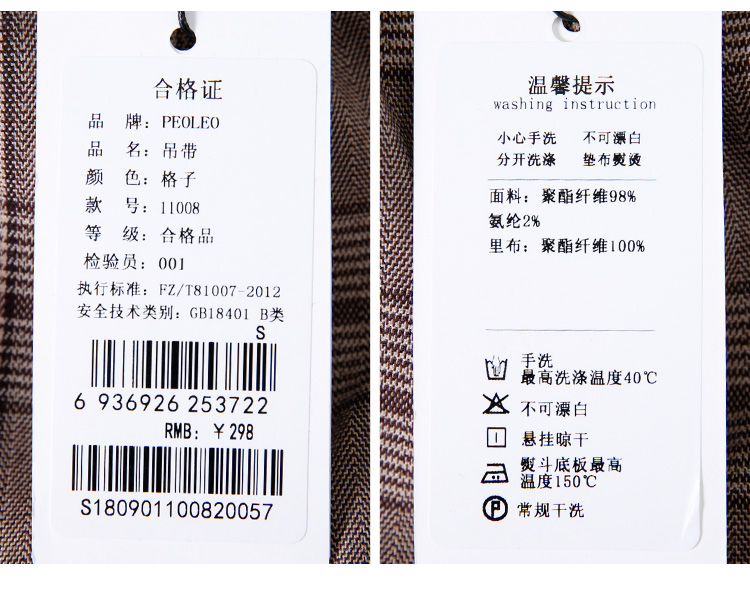 合格证
品 牌：PEOLEO
品 名：吊带
颜 色：格子
款 号：11008
等 级：合格品
检验员：001
执行标准：FZ/T81007-2012
安全技术类别：GB18401 B类
S
6 936926 253722
RMB：￥298
S180901100820057
温馨提示
washing instruction
小心手洗 不可漂白
分开洗涤 垫布熨烫
面料：聚酯纤维98%
氨纶2%
里布：聚酯纤维100%
手洗
最高洗涤温度40℃
不可漂白
悬挂晾干
熨斗底板最高
温度150℃
P 常规干洗